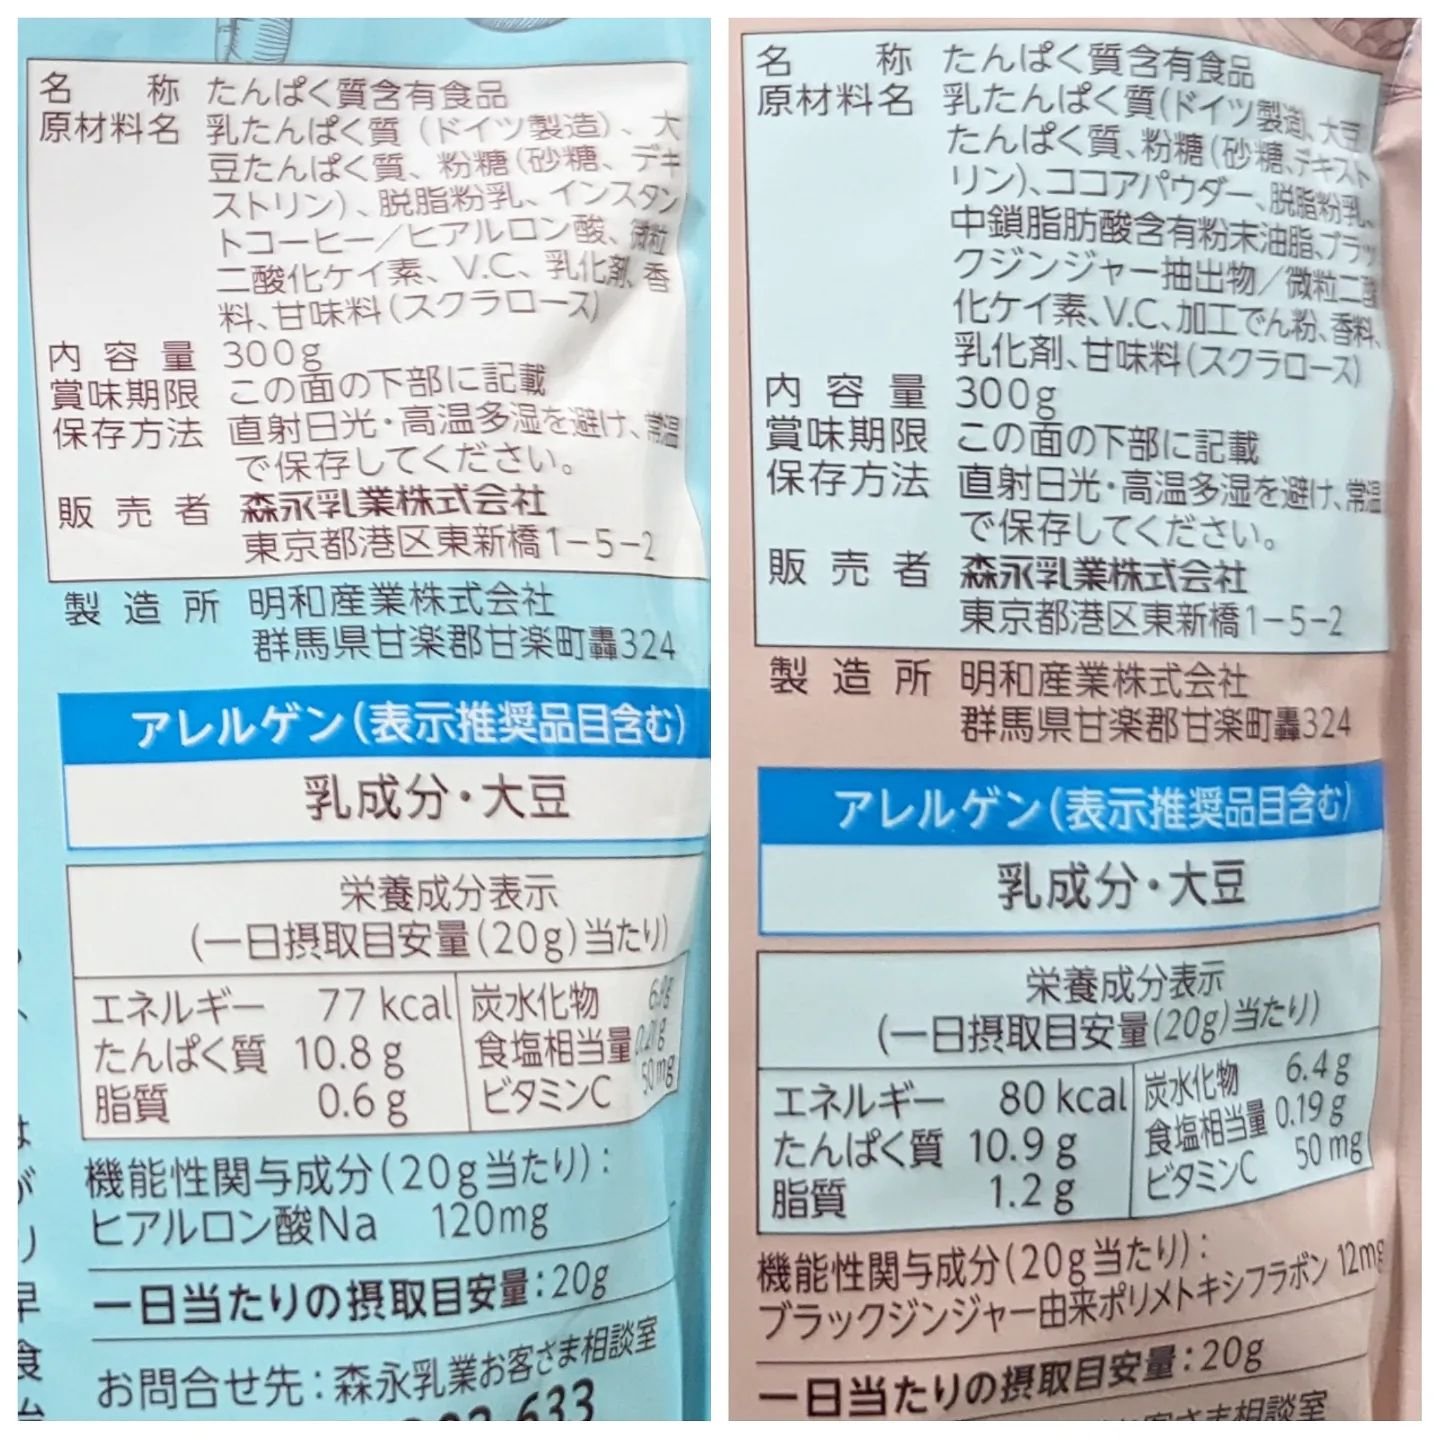 名 称 たんぱく質含有食品
原材料名 乳たんぱく質（ドイツ製造）、大
豆たんぱく質、粉糖（砂糖、デキ
ストリン）、脱脂粉乳、インスタン
トコーヒー／ヒアルロン酸、微粒
二酸化ケイ素、V.C、乳化剤、香
料、甘味料（スクラロース）
内容量 300g
賞味期限 この面の下部に記載
保存方法 直射日光・高温多湿を避け、常温
で保存してください。
販売者 森永乳業株式会社
東京都港区東新橋1-5-2
製造所 明和産業株式会社
群馬県甘楽郡甘楽町轟324
アレルゲン（表示推奨品目含む）
乳成分・大豆
栄養成分表示
（一日摂取目安量（20g）当たり）
エネルギー 77 kcal 炭水化物
たんぱく質 10.8 g 食塩相当量
脂質 0.6 g ビタミンC 50 mg
機能性関与成分（20g当たり）：
ヒアルロン酸Na 120mg
一日当たりの摂取目安量：20g
お問合せ先：森永乳業お客さま相談室
633
名 称 たんぱく質含有食品
原材料名 乳たんぱく質（ドイツ製造）、大豆
たんぱく質、粉糖（砂糖、デキスト
リン）、ココアパウダー、脱脂粉乳、
中鎖脂肪酸含有粉末油脂、ブラッ
クジンジャー抽出物／微粒二酸
化ケイ素、V.C、加工でん粉、香料、
乳化剤、甘味料（スクラロース）
内容量 300g
賞味期限 この面の下部に記載
保存方法 直射日光・高温多湿を避け、常温
で保存してください。
販売者 森永乳業株式会社
東京都港区東新橋1-5-2
製造所 明和産業株式会社
群馬県甘楽郡甘楽町轟324
アレルゲン（表示推奨品目含む）
乳成分・大豆
栄養成分表示
（一日摂取目安量（20g）当たり）
エネルギー 80 kcal 炭水化物 6.4 g
たんぱく質 10.9 g 食塩相当量 0.19 g
脂質 1.2 g ビタミンC 50 mg
機能性関与成分（20g当たり）：
ブラックジンジャー由来ポリメトキシフラボン 12mg
一日当たりの摂取目安量：20g
お客さま相談室